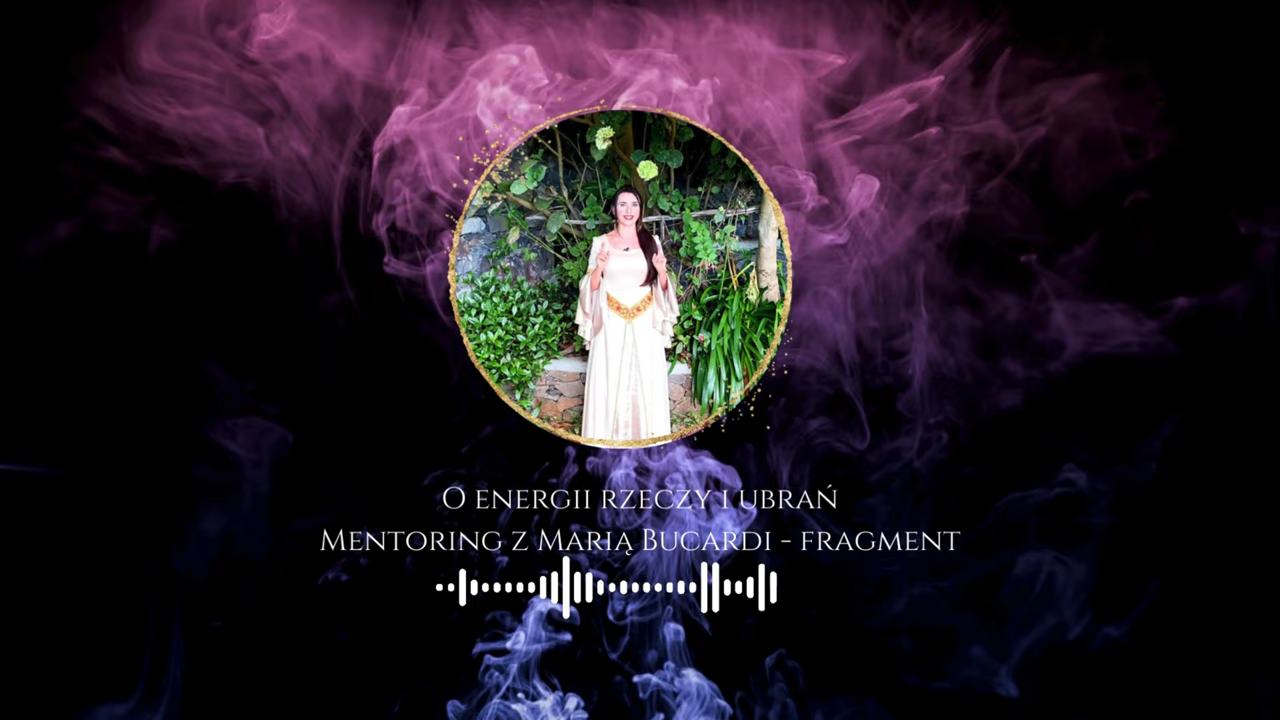 O ENERGII RZECZY I UBRAŃ
MENTORING Z MARIĄ BUCARDI - FRAGMENT